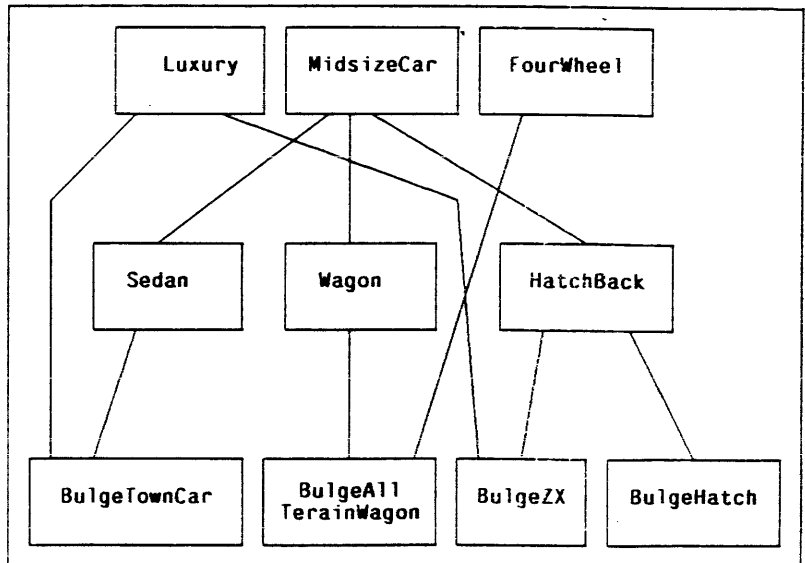 Luxury
MidsizeCar
FourWheel
Sedan
Wagon
HatchBack
BulgeTownCar
BulgeAll
TerainWagon
BulgeZX
BulgeHatch